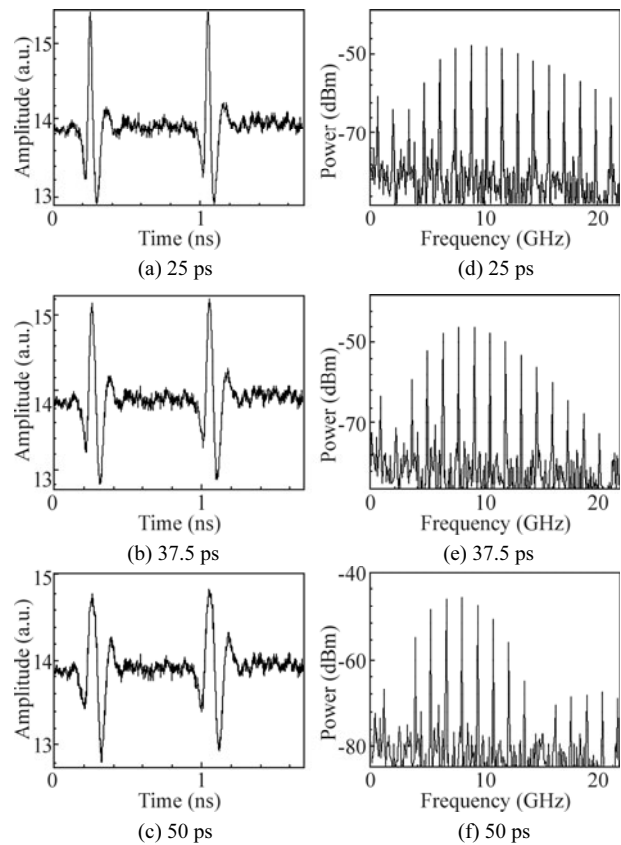 Amplitude (a.u.)
15
14
13
0
1
Time (ns)
(a) 25 ps
Power (dBm)
-50
-70
0
10
20
Frequency (GHz)
(d) 25 ps
Amplitude (a.u.)
15
14
13
0
1
Time (ns)
(b) 37.5 ps
Power (dBm)
-50
-70
0
10
20
Frequency (GHz)
(e) 37.5 ps
Amplitude (a.u.)
15
14
13
0
1
Time (ns)
(c) 50 ps
Power (dBm)
-40
-60
-80
0
10
20
Frequency (GHz)
(f) 50 ps